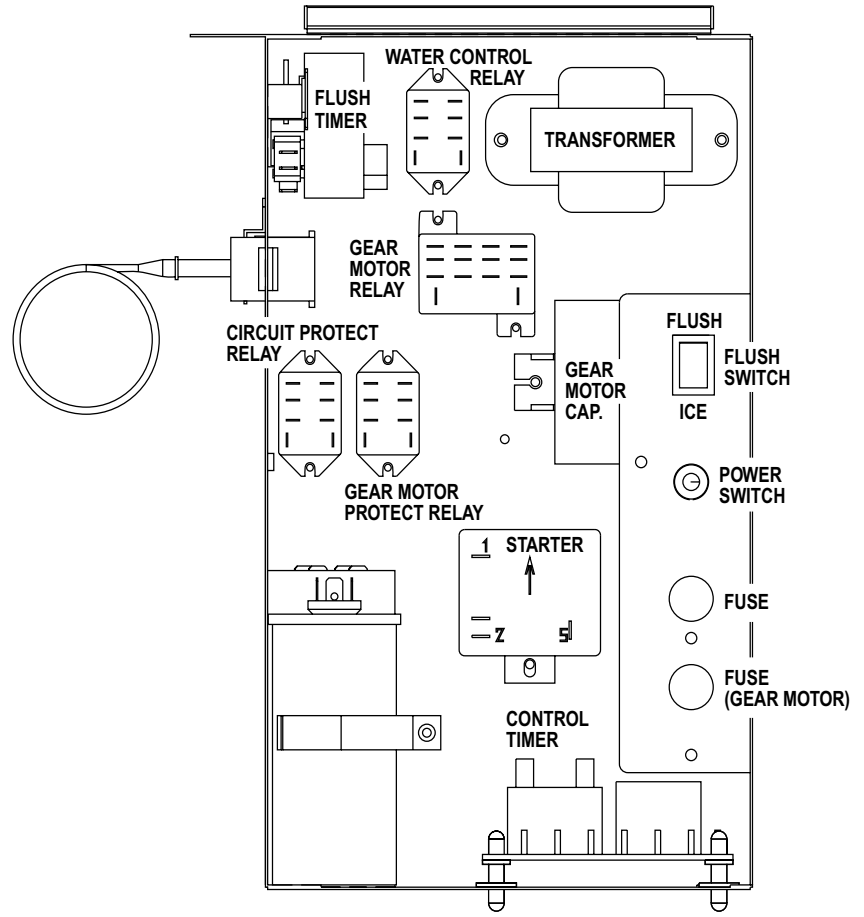 WATER CONTROL
RELAY
FLUSH
TIMER
TRANSFORMER
GEAR
MOTOR
RELAY
CIRCUIT PROTECT
RELAY
FLUSH
FLUSH
SWITCH
ICE
GEAR
MOTOR
CAP.
POWER
SWITCH
GEAR MOTOR
PROTECT RELAY
1 STARTER
2 5
FUSE
FUSE
(GEAR MOTOR)
CONTROL
TIMER